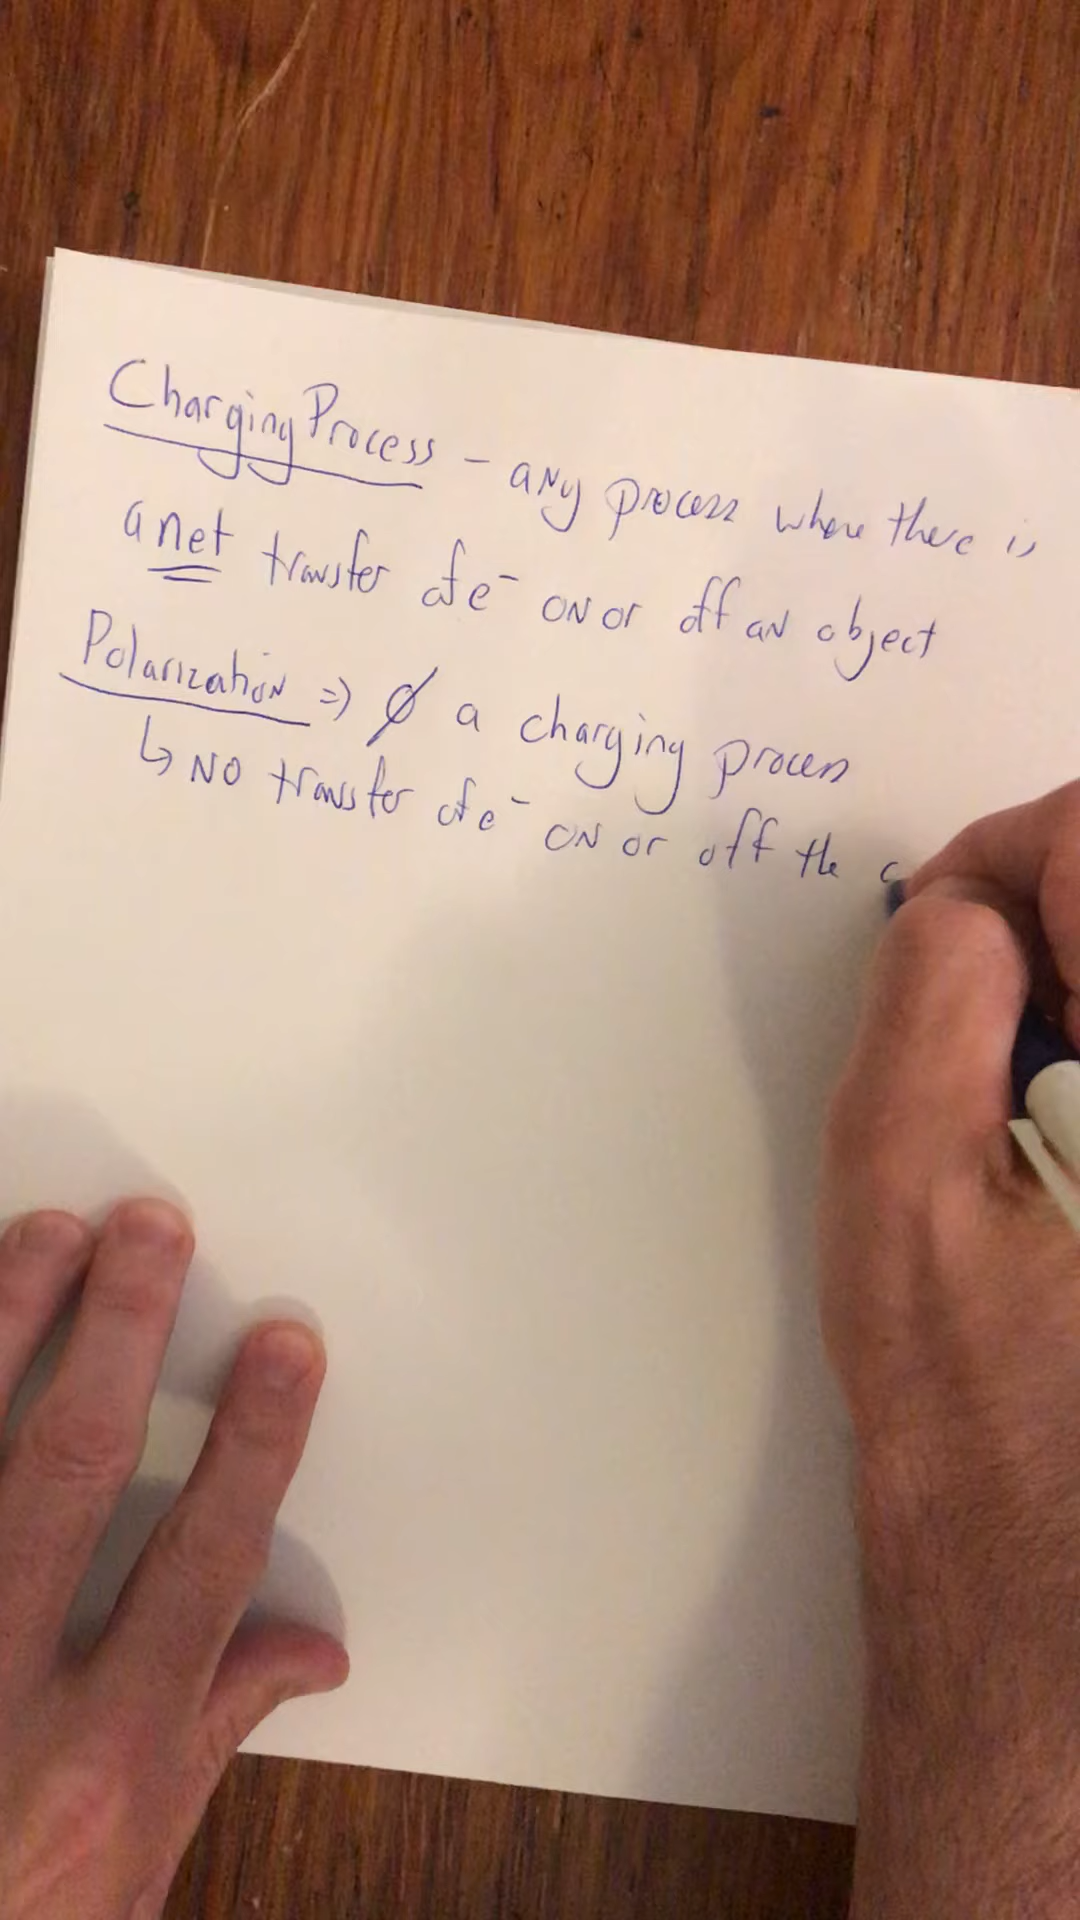 Charging Process - any process where there is
a net transfer of e⁻ on or off an object
Polarization ⇒ ∅ a charging process
↳ No transfer of e⁻ on or off the